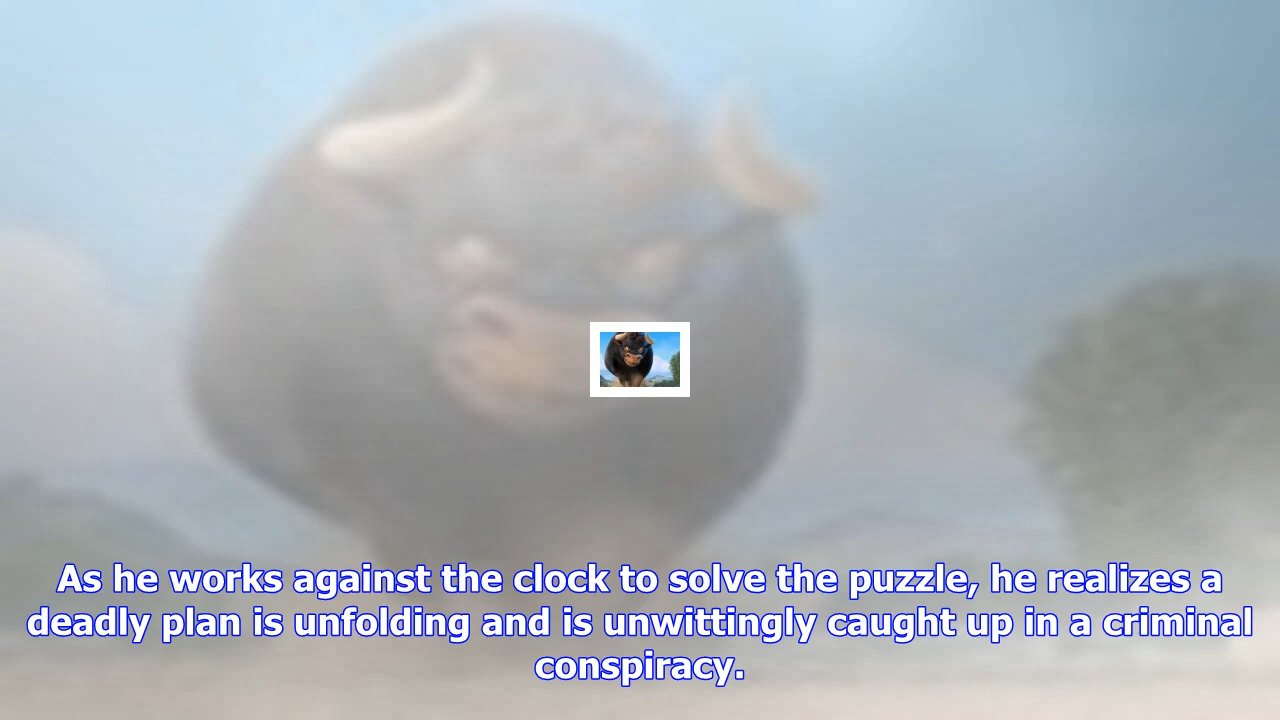 As he works against the clock to solve the puzzle, he realizes a
deadly plan is unfolding and is unwittingly caught up in a criminal
conspiracy.